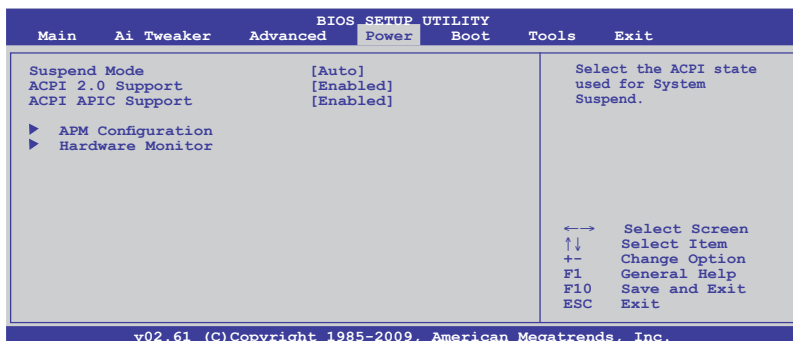 BIOS SETUP UTILITY
Main Ai Tweaker Advanced Power Boot Tools Exit
Suspend Mode [Auto]
ACPI 2.0 Support [Enabled]
ACPI APIC Support [Enabled]
▶ APM Configuration
▶ Hardware Monitor
Select the ACPI state
used for System
Suspend.
←→ Select Screen
↑↓ Select Item
+- Change Option
F1 General Help
F10 Save and Exit
ESC Exit
v02.61 (C)Copyright 1985-2009, American Megatrends, Inc.